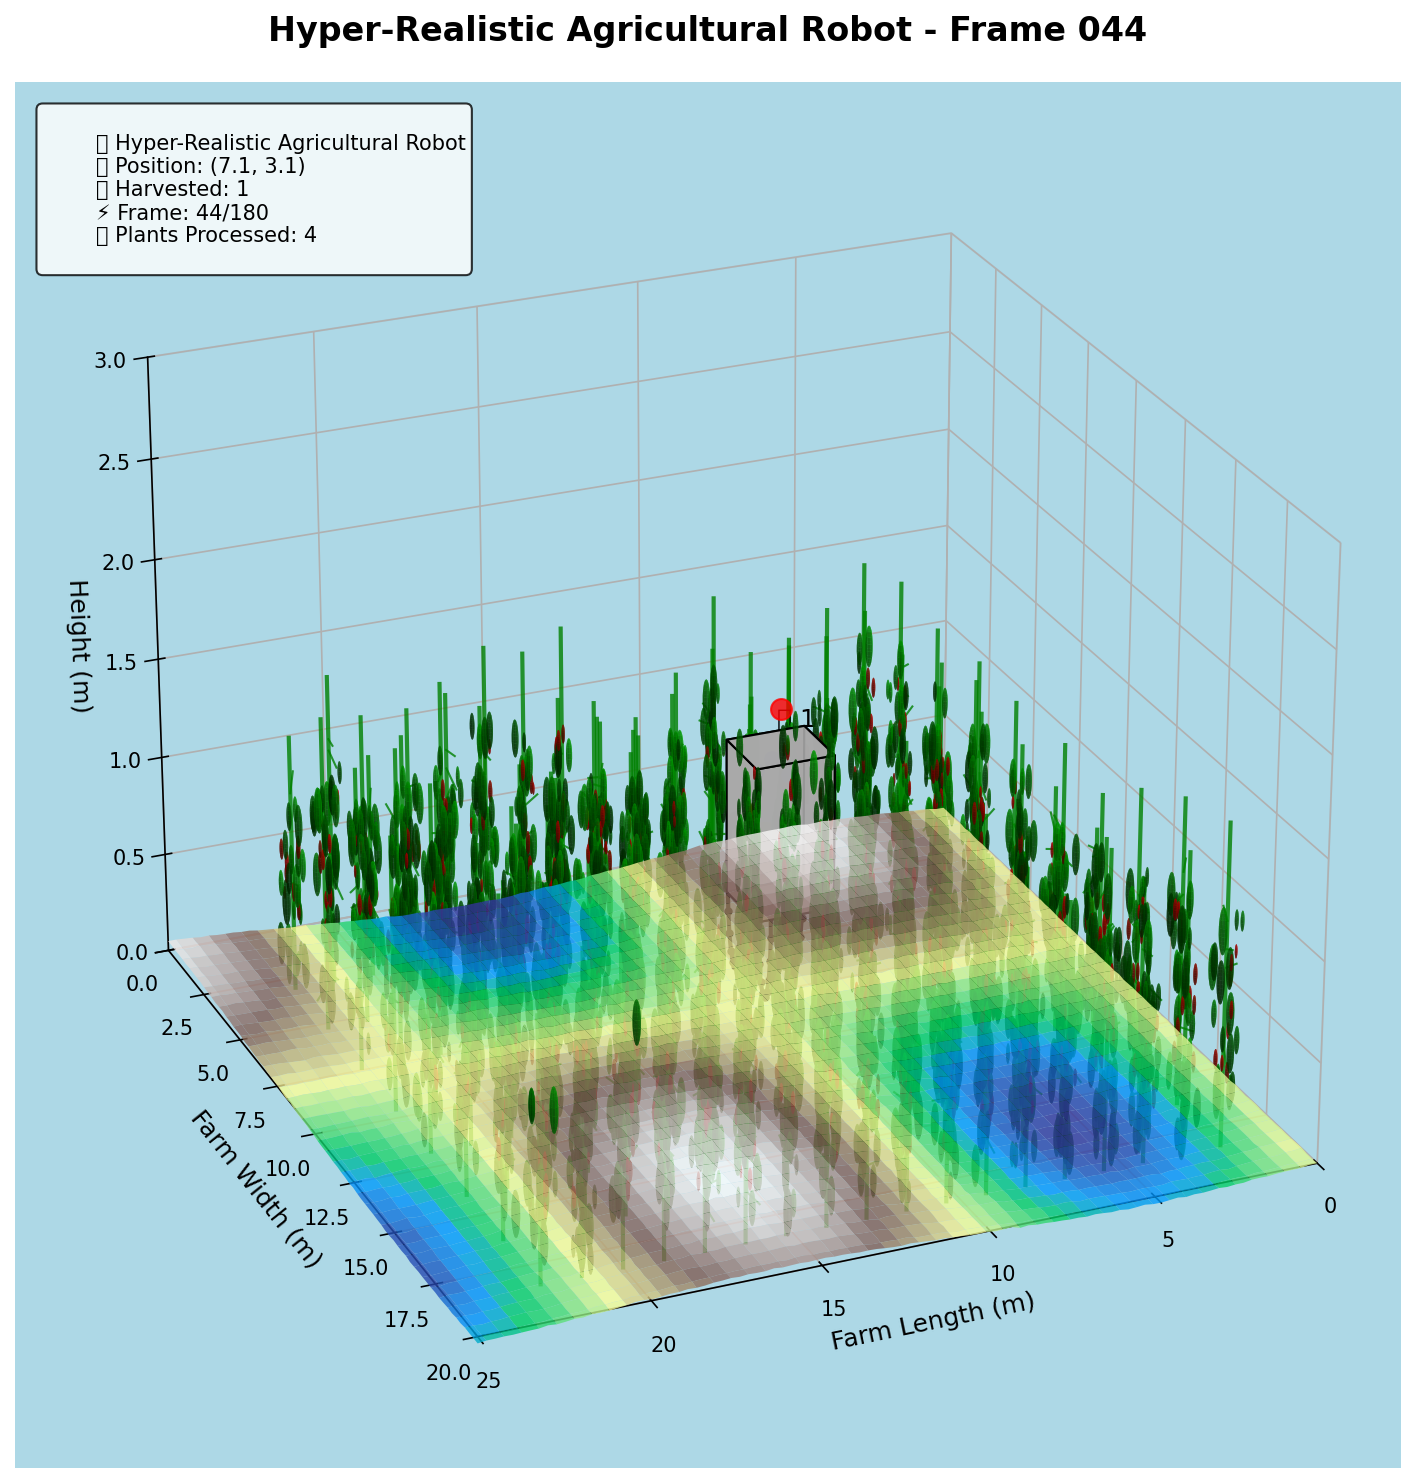 Hyper-Realistic Agricultural Robot - Frame 044
▯ Hyper-Realistic Agricultural Robot
▯ Position: (7.1, 3.1)
▯ Harvested: 1
⚡ Frame: 44/180
▯ Plants Processed: 4
3.0
2.5
2.0
1.5
1.0
0.5
0.0
Height (m)
▯ 1
0.0
2.5
5.0
7.5
10.0
12.5
15.0
17.5
20.0
Farm Width (m)
0
5
10
15
20
25
Farm Length (m)